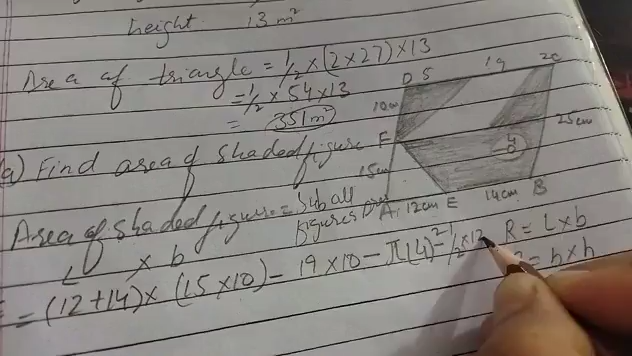 height 13 m²
Area of triangle = 1/2 × (2×27) × 13
= 1/2 × 54 × 13
= 351 m²
D 5 19 2C
10cm
(a) Find area of shaded figure F 25cm
4
15cm
A 12cm E 14cm B
Area of shaded figure = Sub all
figures
L × b
R = L × b
= (12+14) × (15×10) - 19×10 - π(4)² - 1/2 × 12
= b × h